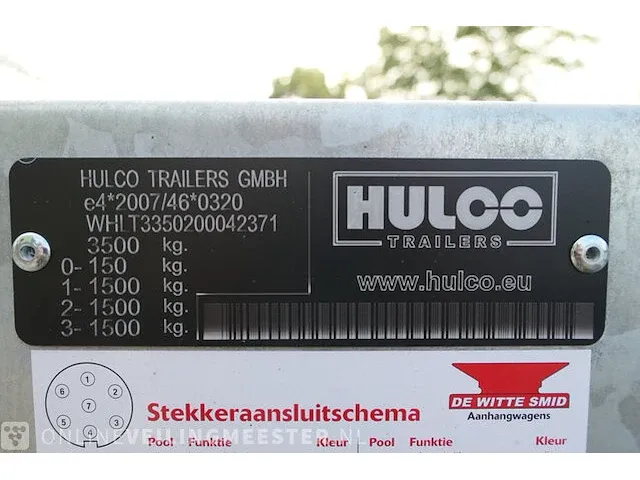 HULCO TRAILERS GMBH
e4*2007/46*0320
WHLT3350200042371
3500 kg.
0- 150 kg.
1- 1500 kg.
2- 1500 kg.
3- 1500 kg.
HULCO
TRAILERS
www.hulco.eu
1
6 2
7
5 3
4
Stekkeraansluitschema
DE WITTE SMID
Aanhangwagens
Pool Funktie Kleur Pool Funktie Kleur
ONLINEVEILINGMEESTER.NL